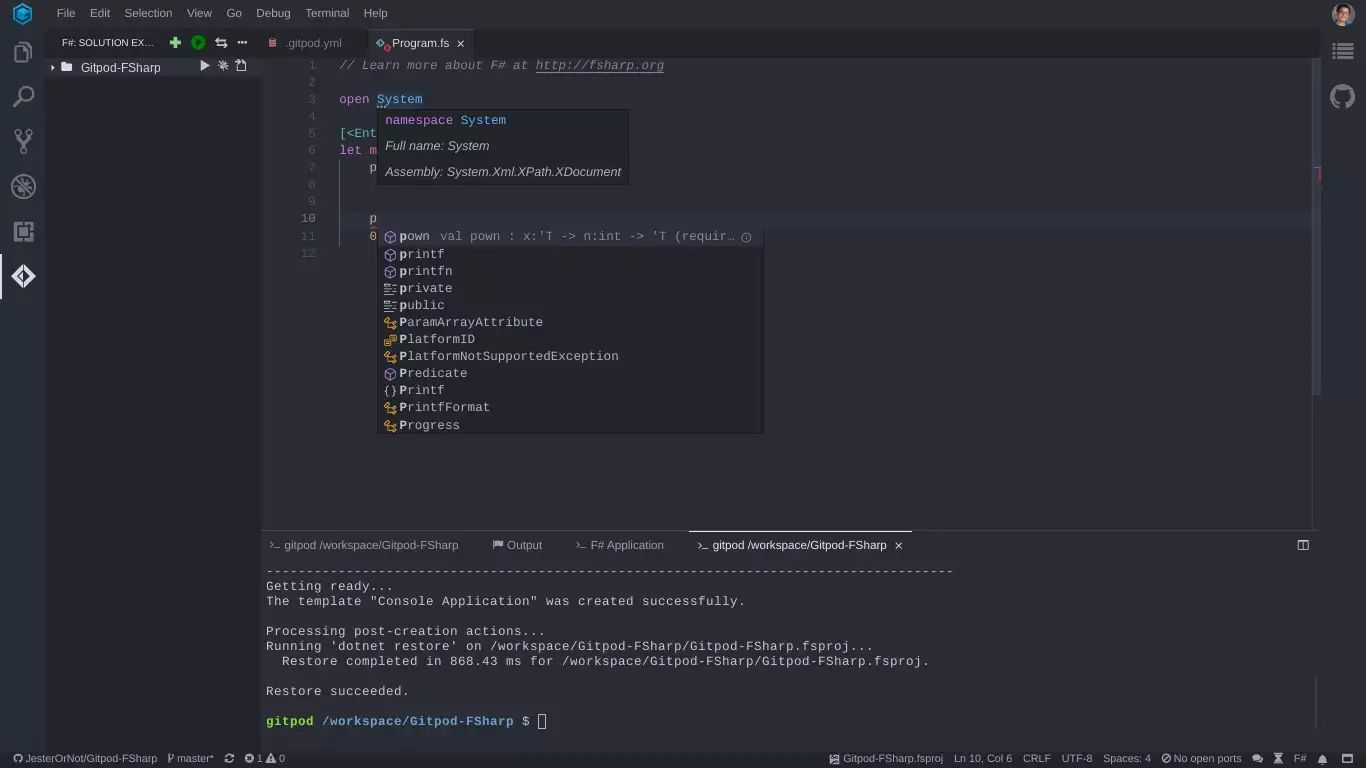 File Edit Selection View Go Debug Terminal Help
F#: SOLUTION EX...
.gitpod.yml
Program.fs
Gitpod-FSharp
1 // Learn more about F# at http://fsharp.org
2
3 open System
4
namespace System
5 [<Ent
Full name: System
6 let m
7 p
Assembly: System.Xml.XPath.XDocument
8
9
10 p
11 0
12
pown val pown : x:'T -> n:int -> 'T (requir…
printf
printfn
private
public
ParamArrayAttribute
PlatformID
PlatformNotSupportedException
Predicate
{} Printf
PrintfFormat
Progress
>_ gitpod /workspace/Gitpod-FSharp Output >_ F# Application >_ gitpod /workspace/Gitpod-FSharp
--------------------------------------------------------------------------------------
Getting ready...
The template "Console Application" was created successfully.
Processing post-creation actions...
Running 'dotnet restore' on /workspace/Gitpod-FSharp/Gitpod-FSharp.fsproj...
Restore completed in 868.43 ms for /workspace/Gitpod-FSharp/Gitpod-FSharp.fsproj.
Restore succeeded.
gitpod /workspace/Gitpod-FSharp $
JesterOrNot/Gitpod-FSharp master* 1 0 Gitpod-FSharp.fsproj Ln 10, Col 6 CRLF UTF-8 Spaces: 4 No open ports F#